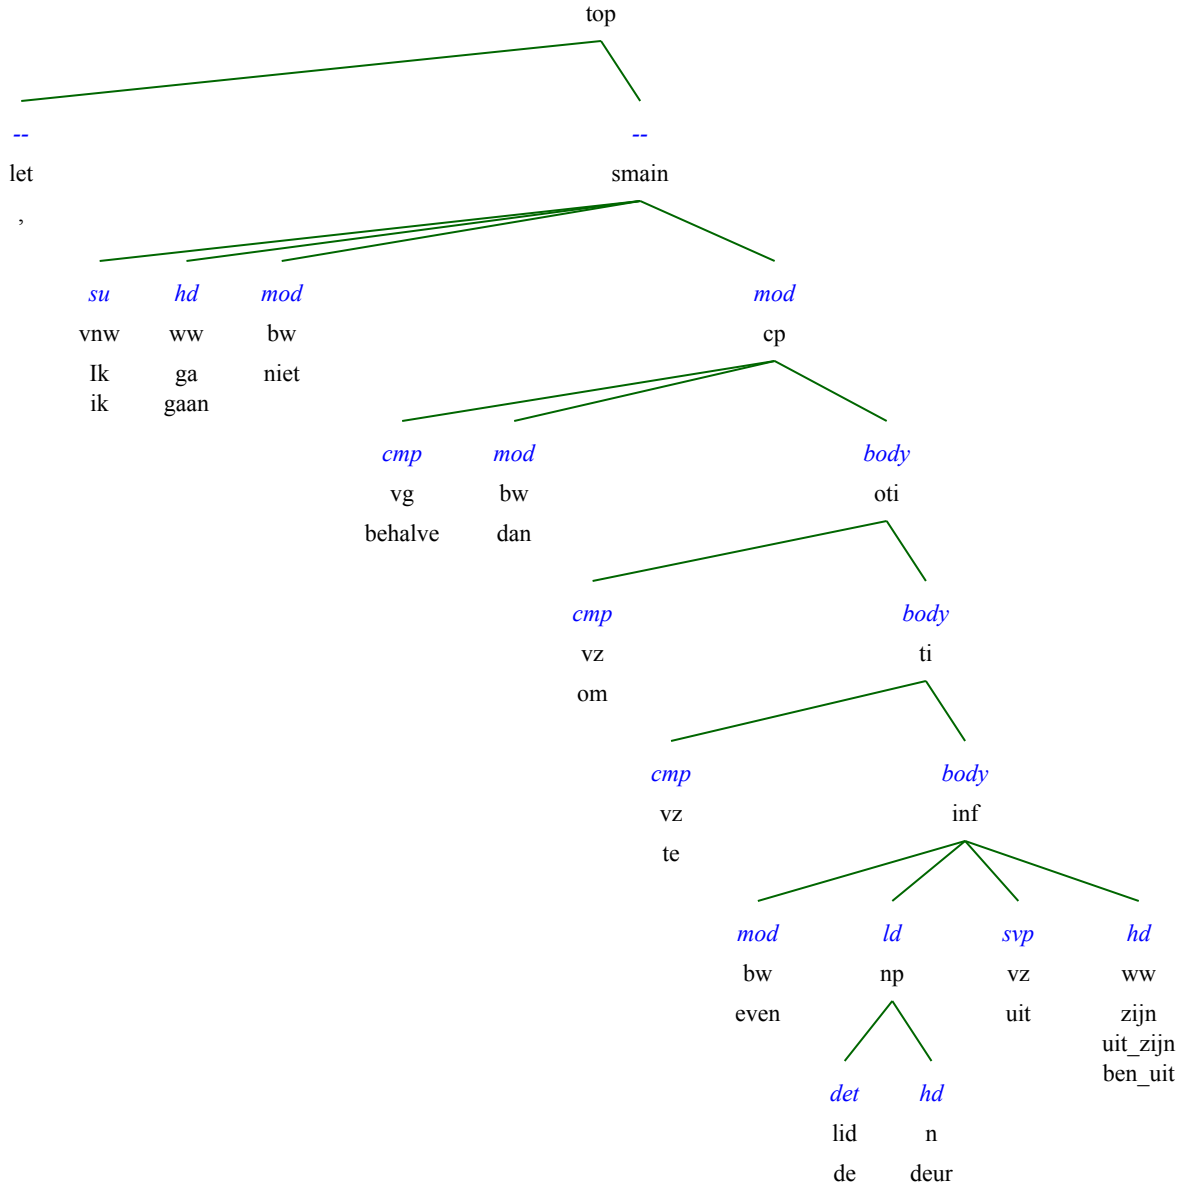 top
-- --
let smain
,
su hd mod mod
vnw ww bw cp
Ik ga niet
ik gaan
cmp mod body
vg bw oti
behalve dan
cmp body
vz ti
om
cmp body
vz inf
te
mod ld svp hd
bw np vz ww
even uit zijn
uit_zijn
ben_uit
det hd
lid n
de deur